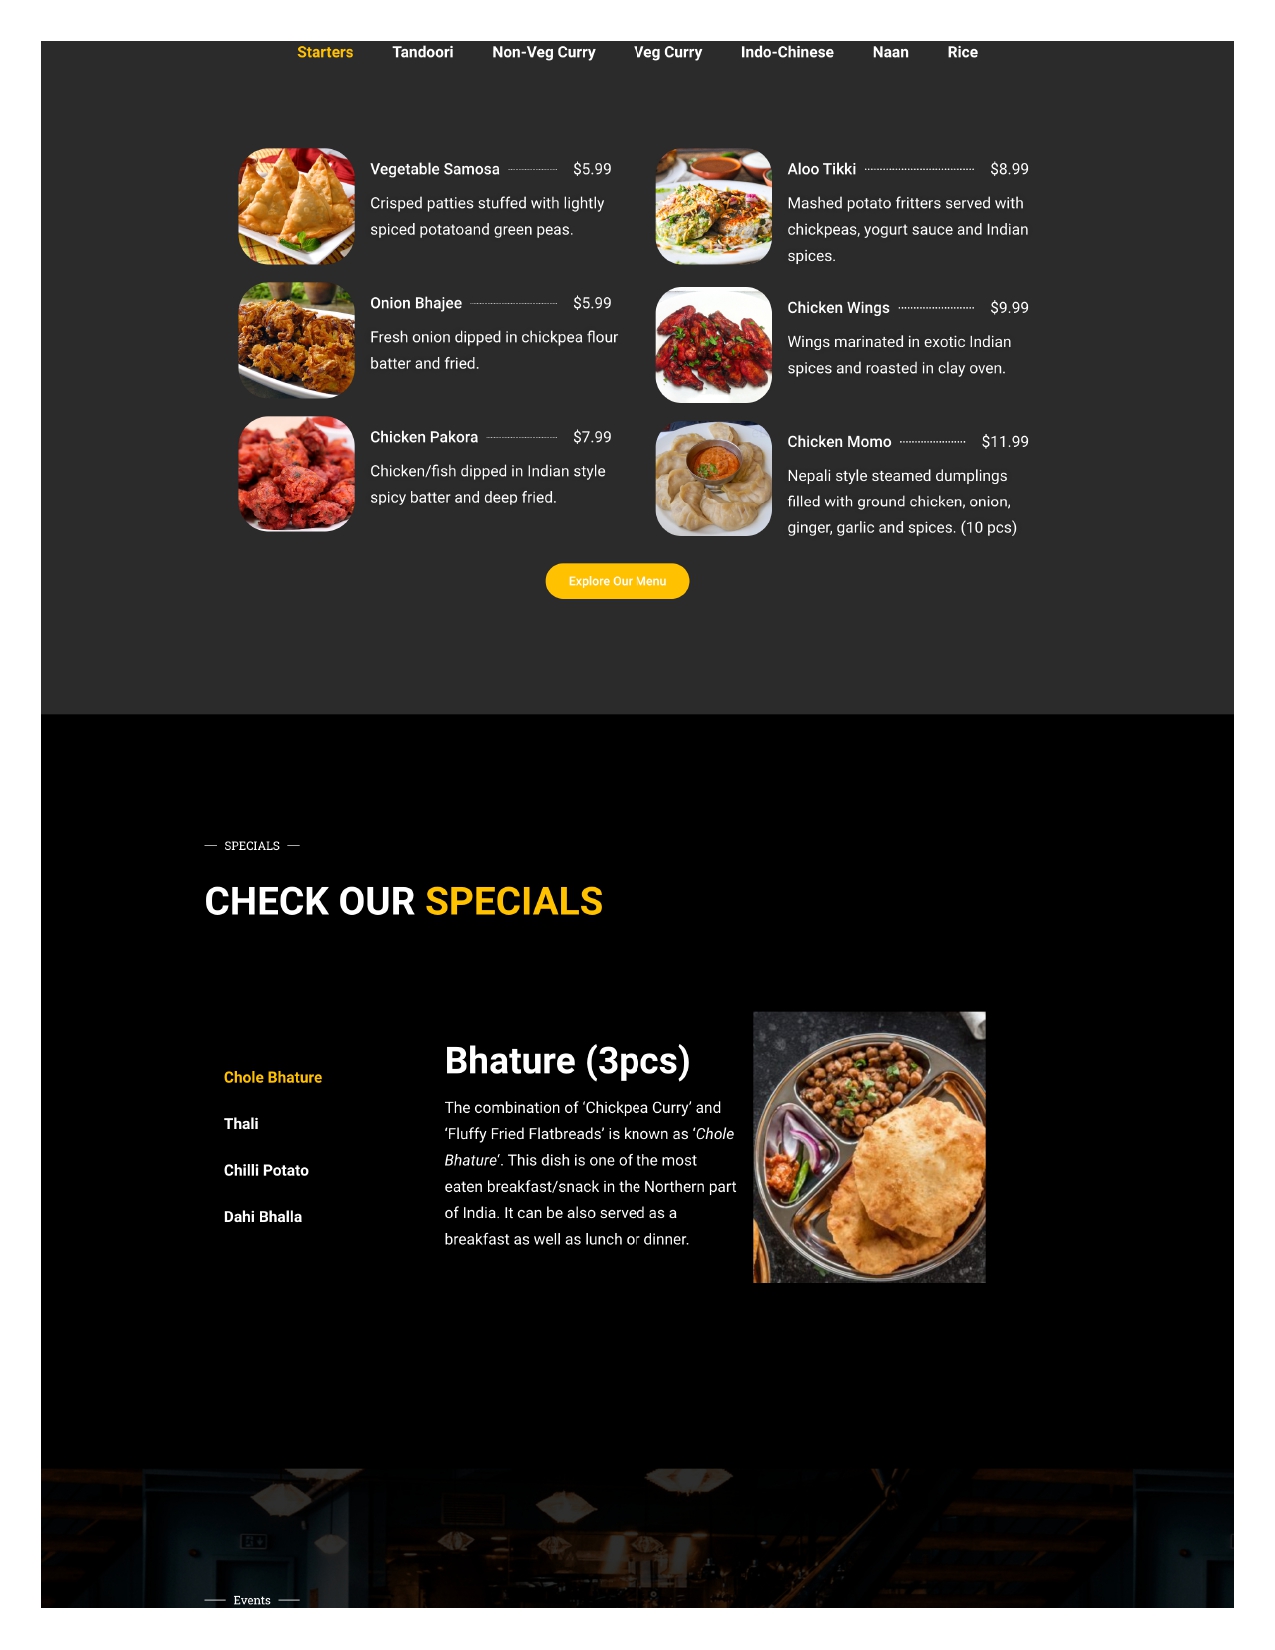 Starters Tandoori Non-Veg Curry Veg Curry Indo-Chinese Naan Rice
Vegetable Samosa $5.99
Crisped patties stuffed with lightly
spiced potatoand green peas.
Onion Bhajee $5.99
Fresh onion dipped in chickpea flour
batter and fried.
Chicken Pakora $7.99
Chicken/fish dipped in Indian style
spicy batter and deep fried.
Aloo Tikki $8.99
Mashed potato fritters served with
chickpeas, yogurt sauce and Indian
spices.
Chicken Wings $9.99
Wings marinated in exotic Indian
spices and roasted in clay oven.
Chicken Momo $11.99
Nepali style steamed dumplings
filled with ground chicken, onion,
ginger, garlic and spices. (10 pcs)
Explore Our Menu
SPECIALS
CHECK OUR SPECIALS
Chole Bhature
Thali
Chilli Potato
Dahi Bhalla
Bhature (3pcs)
The combination of ‘Chickpea Curry’ and
‘Fluffy Fried Flatbreads’ is known as ‘Chole
Bhature‘. This dish is one of the most
eaten breakfast/snack in the Northern part
of India. It can be also served as a
breakfast as well as lunch or dinner.
Events